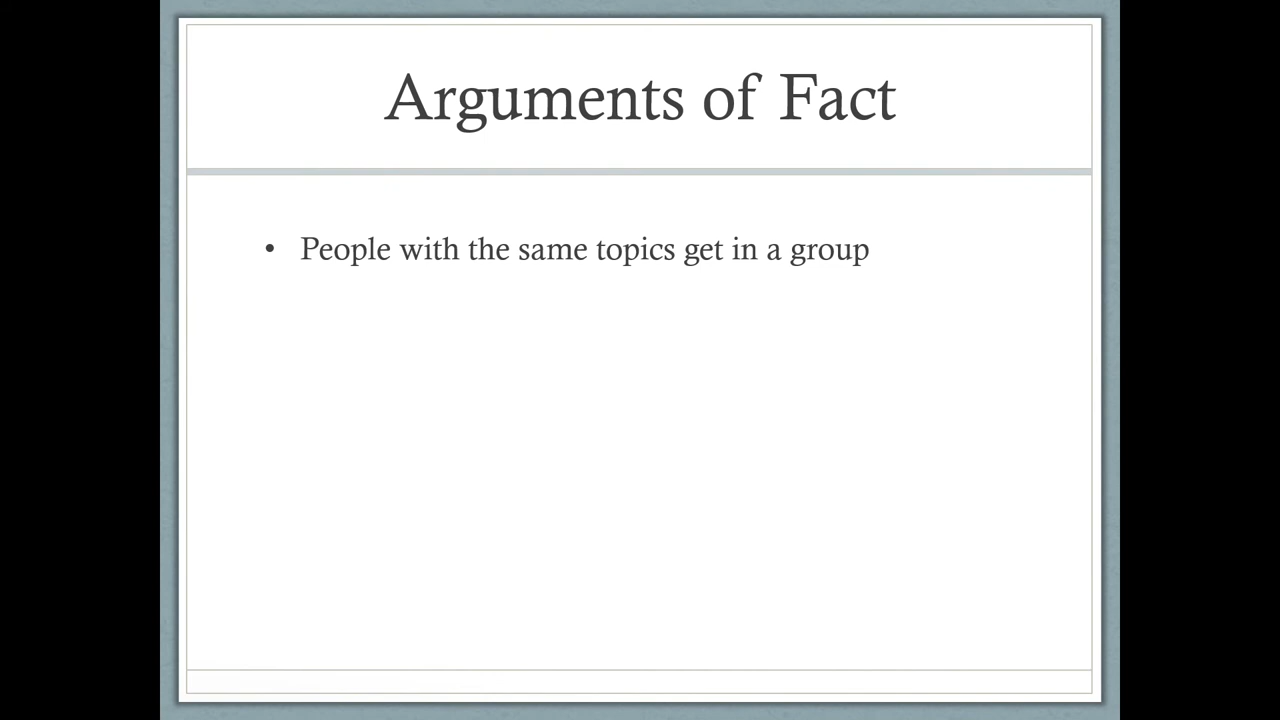 Arguments of Fact
• People with the same topics get in a group